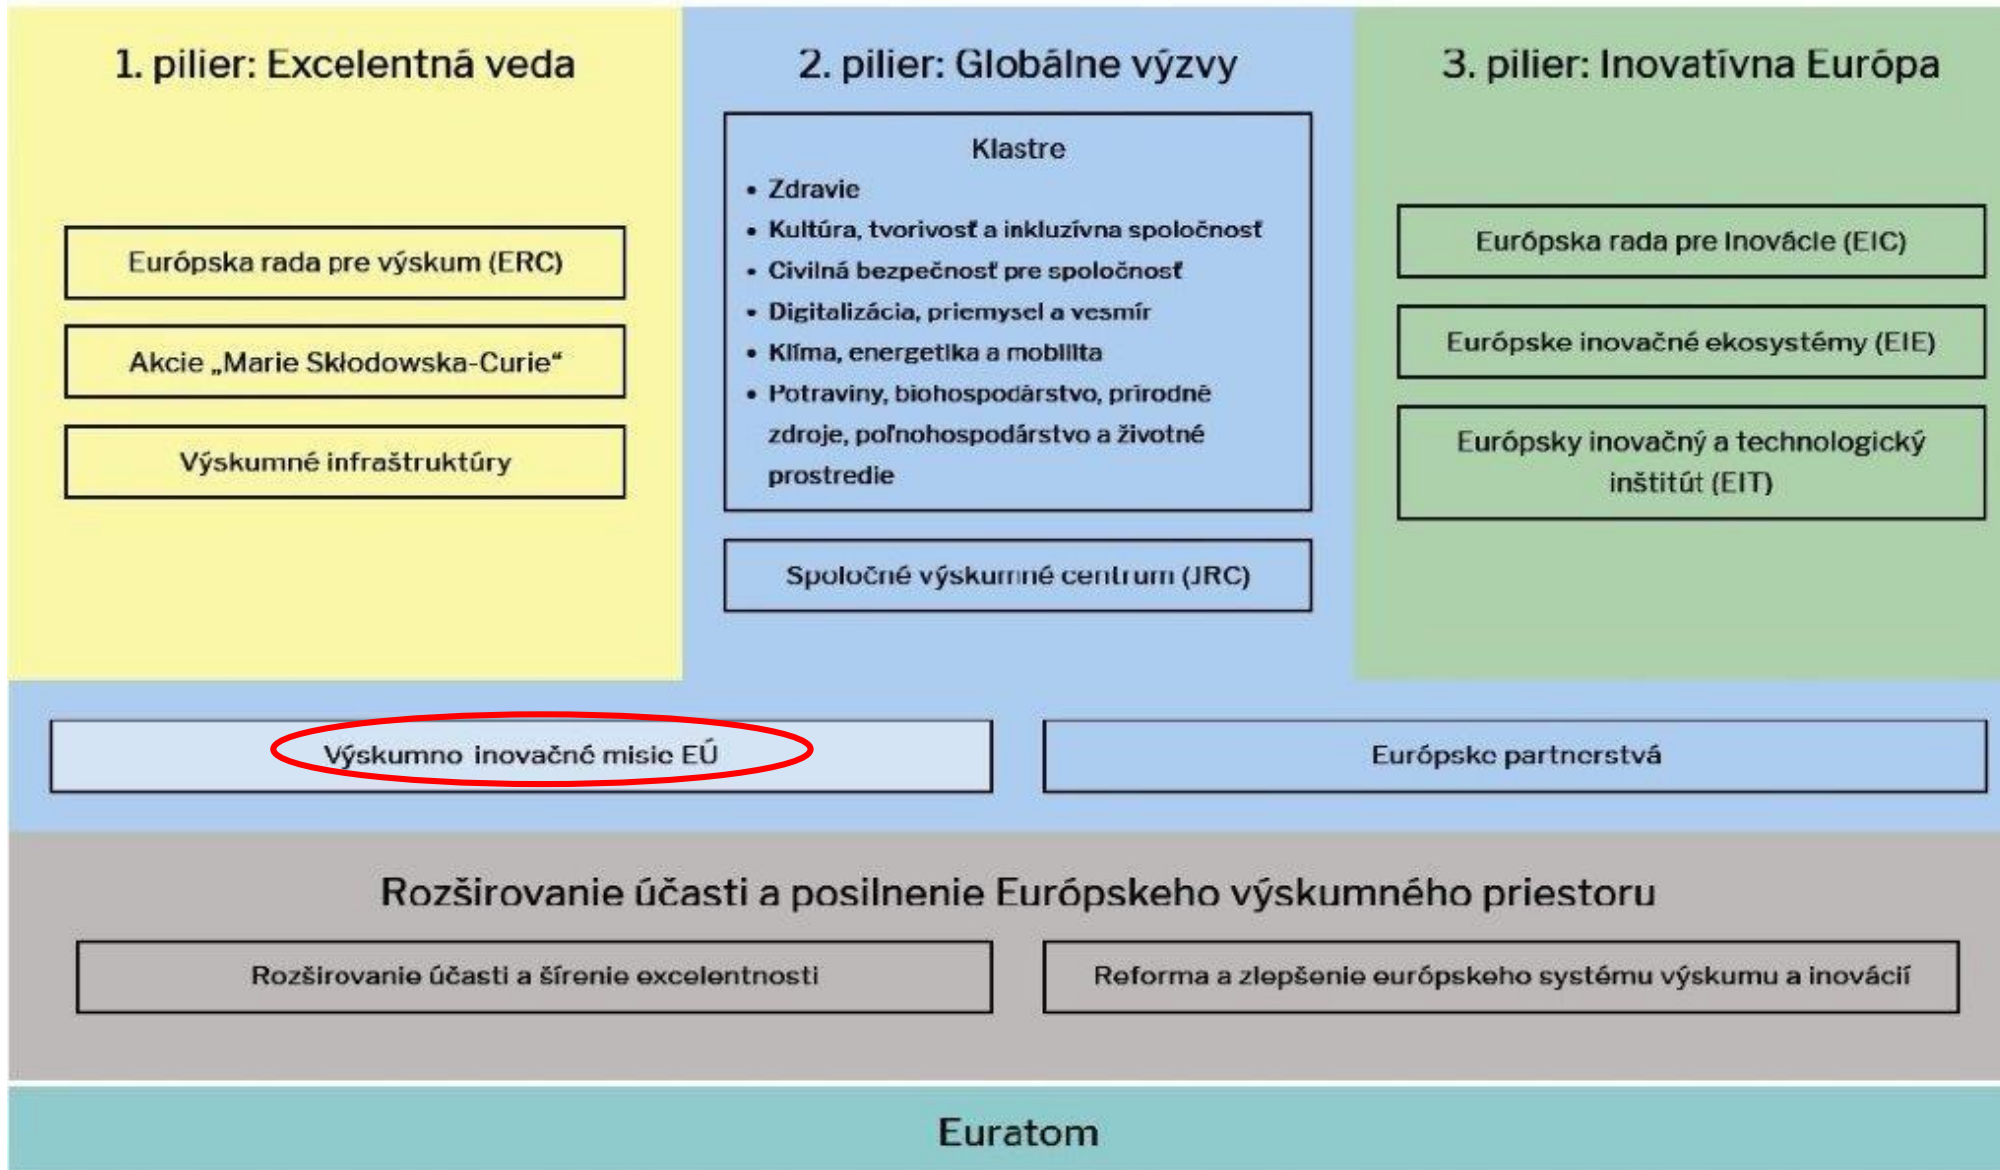 1. pilier: Excelentná veda
Európska rada pre výskum (ERC)
Akcie „Marie Skłodowska-Curie“
Výskumné infraštruktúry
2. pilier: Globálne výzvy
Klastre
• Zdravie
• Kultúra, tvorivosť a inkluzívna spoločnosť
• Civilná bezpečnosť pre spoločnosť
• Digitalizácia, priemysel a vesmír
• Klíma, energetika a mobilita
• Potraviny, biohospodárstvo, prírodné
zdroje, poľnohospodárstvo a životné
prostredie
Spoločné výskumné centrum (JRC)
3. pilier: Inovatívna Európa
Európska rada pre Inovácie (EIC)
Európske inovačné ekosystémy (EIE)
Európsky inovačný a technologický
inštitút (EIT)
Výskumno inovačné misie EÚ
Európske partnerstvá
Rozširovanie účasti a posilnenie Európskeho výskumného priestoru
Rozširovanie účasti a šírenie excelentnosti
Reforma a zlepšenie európskeho systému výskumu a inovácií
Euratom